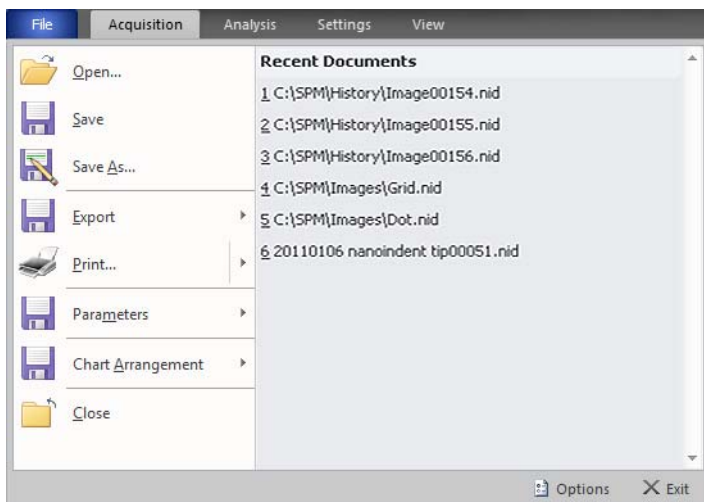 File Acquisition Analysis Settings View
Open...
Save
Save As...
Export
Print...
Parameters
Chart Arrangement
Close
Recent Documents
1 C:\SPM\History\Image00154.nid
2 C:\SPM\History\Image00155.nid
3 C:\SPM\History\Image00156.nid
4 C:\SPM\Images\Grid.nid
5 C:\SPM\Images\Dot.nid
6 20110106 nanoindent tip00051.nid
Options Exit